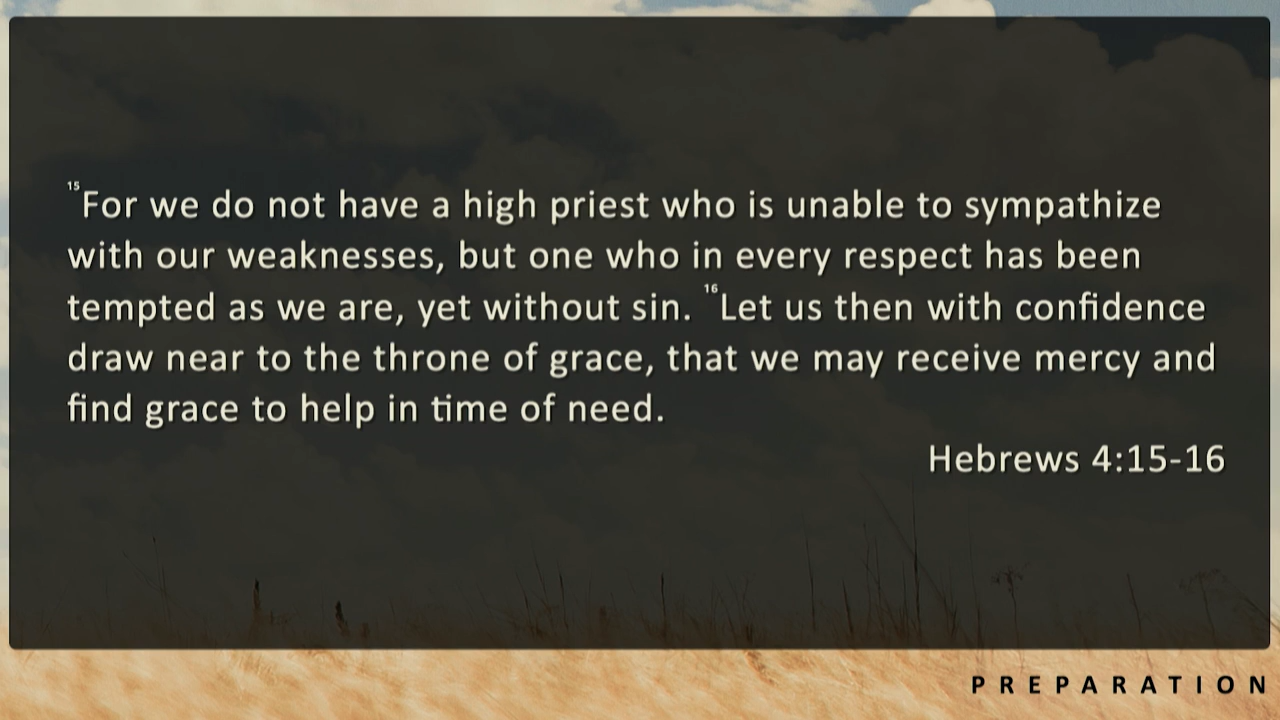 15For we do not have a high priest who is unable to sympathize
with our weaknesses, but one who in every respect has been
tempted as we are, yet without sin. 16Let us then with confidence
draw near to the throne of grace, that we may receive mercy and
find grace to help in time of need.
Hebrews 4:15-16
PREPARATION